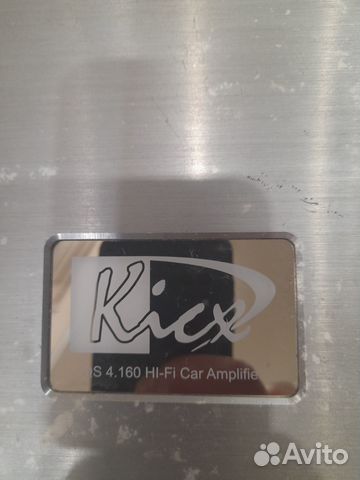 Kicx
S 4.160 HI-Fi Car Amplifie
Avito